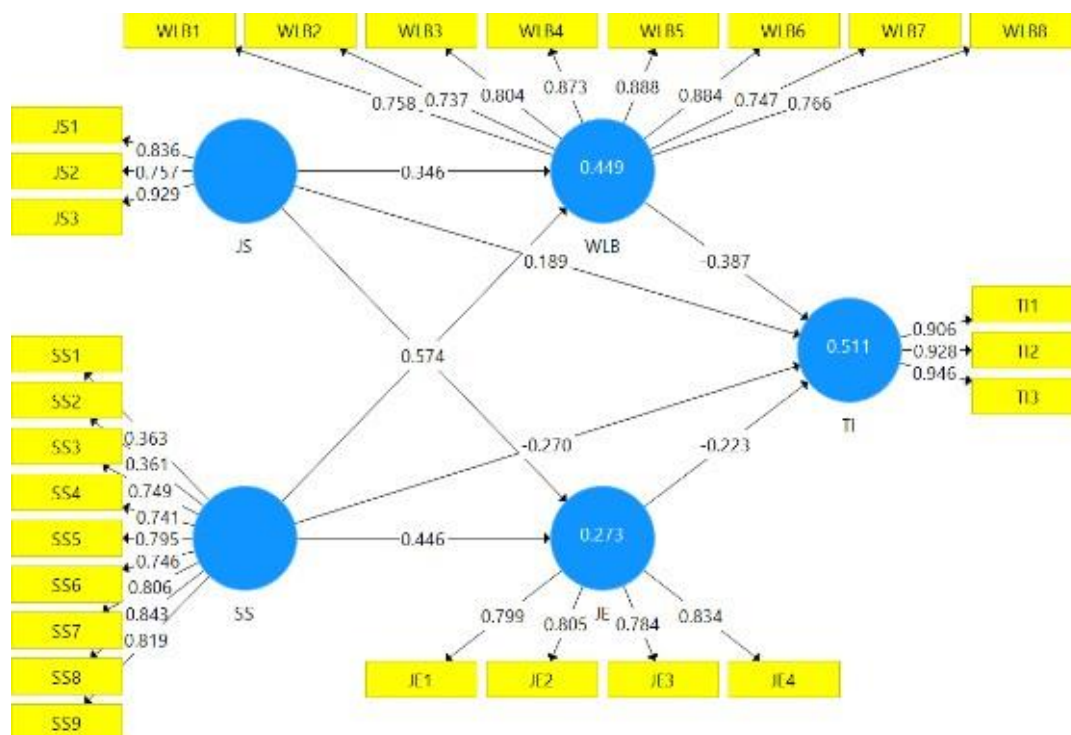 WLB1 WLB2 WLB3 WLB4 WLB5 WLB6 WLB7 WLB8
0.758 0.737 0.804 0.873 0.888 0.884 0.747 0.766
JS1
JS2
JS3
0.836
0.757
0.929
JS
0.346
0.449
WLB
0.189
-0.387
0.574
TI1
TI2
TI3
0.906
0.928
0.946
0.511
TI
SS1
SS2
SS3
SS4
SS5
SS6
SS7
SS8
SS9
0.363
0.361
0.749
0.741
0.795
0.746
0.806
0.843
0.819
SS
-0.270
-0.223
0.446
0.273
JE
0.799 0.805 0.784 0.834
JE1 JE2 JE3 JE4